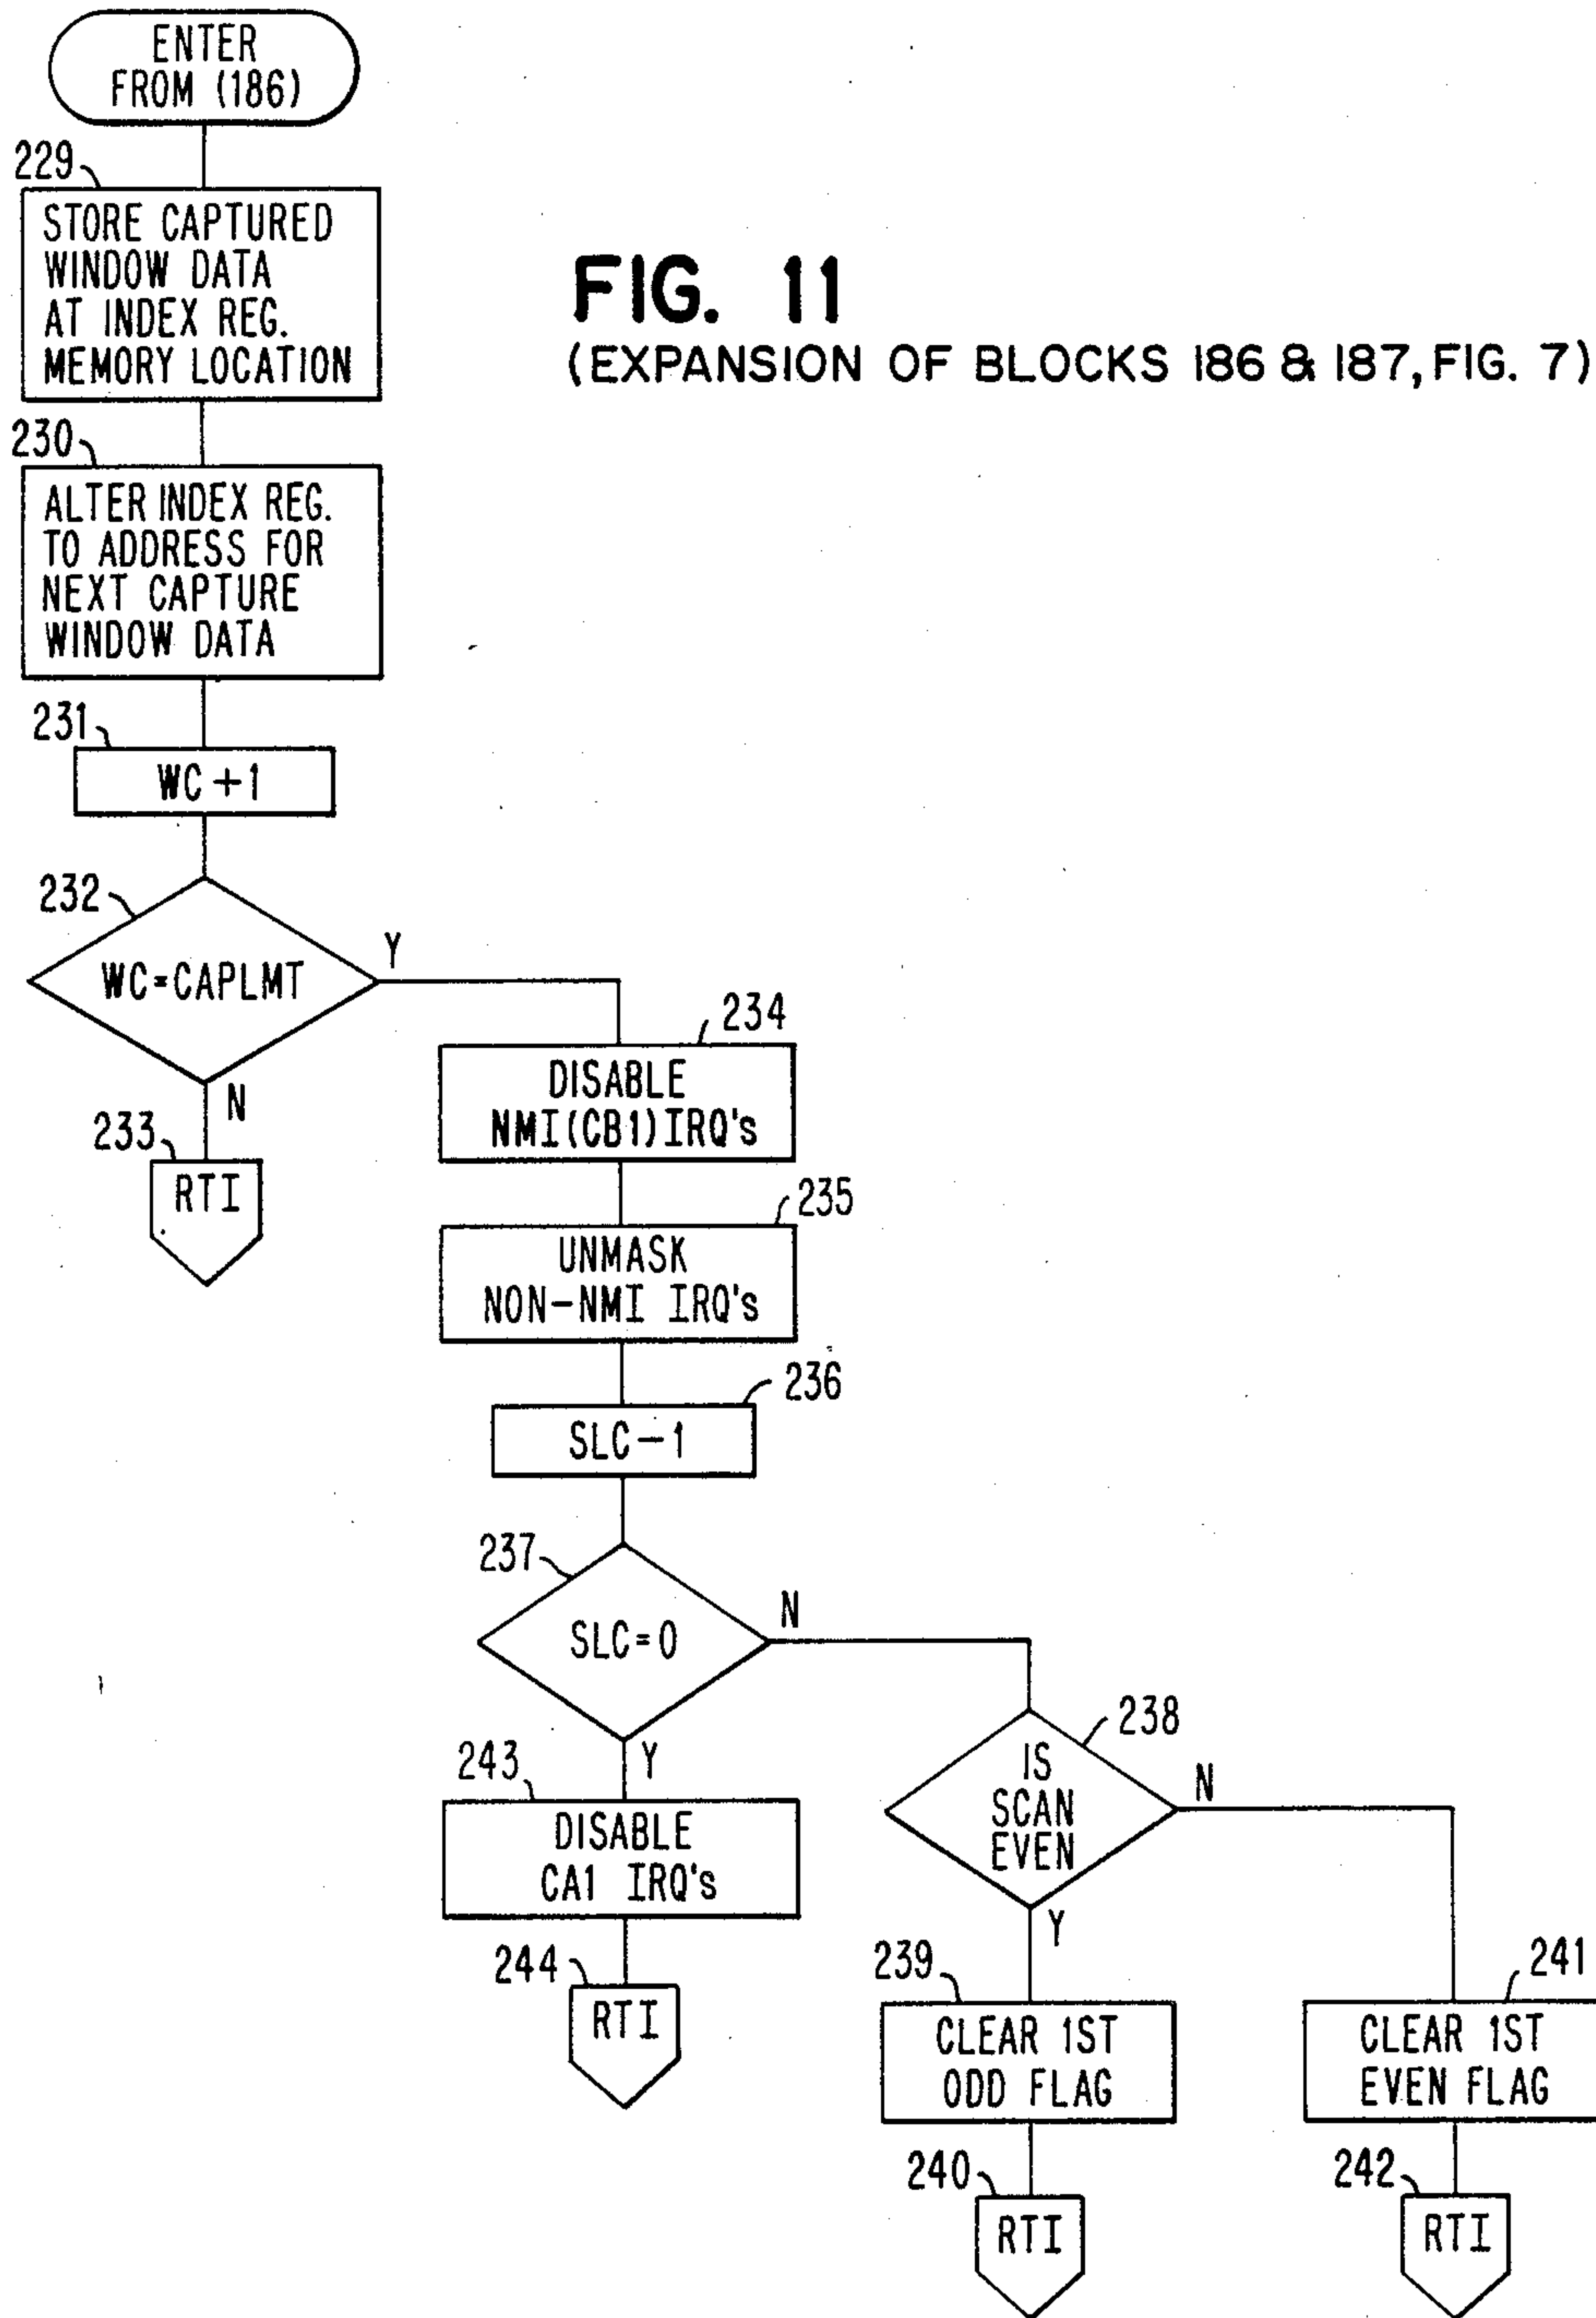 ENTER
FROM (186)
229
STORE CAPTURED
WINDOW DATA
AT INDEX REG.
MEMORY LOCATION
FIG. 11
(EXPANSION OF BLOCKS 186 & 187, FIG. 7)
230
ALTER INDEX REG.
TO ADDRESS FOR
NEXT CAPTURE
WINDOW DATA
231
WC+1
232
WC=CAPLMT
Y
N
233
RTI
234
DISABLE
NMI(CB1)IRQ's
235
UNMASK
NON-NMI IRQ's
236
SLC-1
237
SLC=0
N
Y
238
IS
SCAN
EVEN
N
Y
243
DISABLE
CA1 IRQ's
244
RTI
239
CLEAR 1ST
ODD FLAG
240
RTI
241
CLEAR 1ST
EVEN FLAG
242
RTI